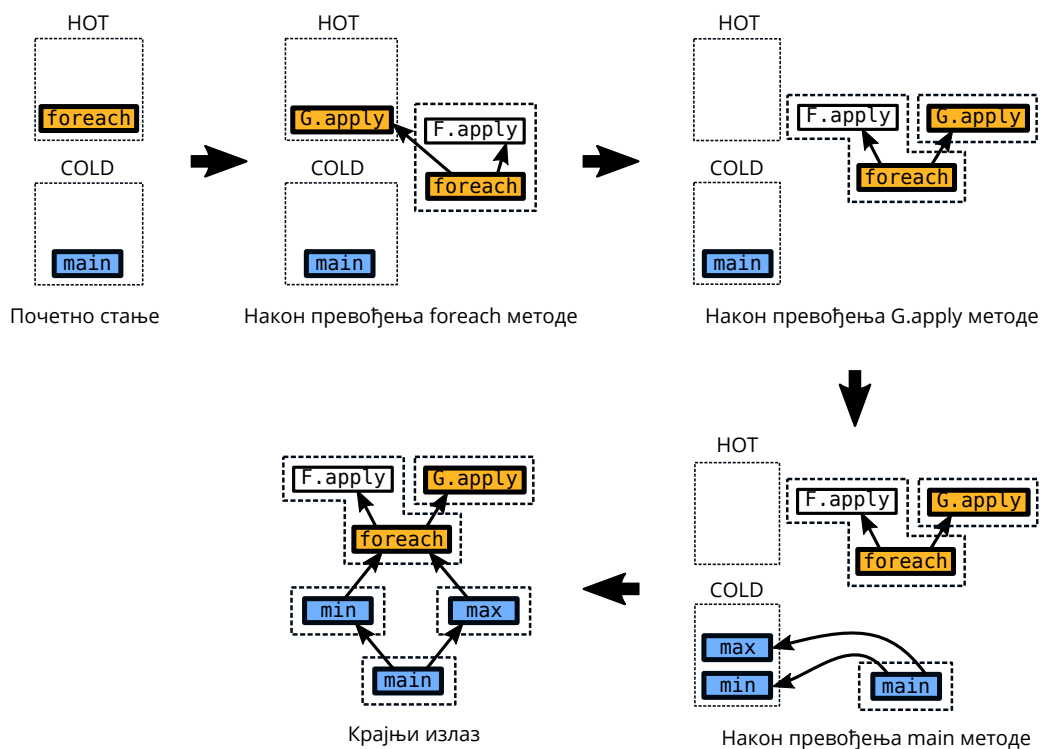 HOT
foreach
COLD
main
Почетно стање
HOT
G.apply
F.apply
foreach
COLD
main
Након превођења foreach методе
HOT
F.apply
G.apply
foreach
COLD
main
Након превођења G.apply методе
HOT
F.apply
G.apply
foreach
COLD
max
min
main
Након превођења main методе
F.apply
G.apply
foreach
min
max
main
Крајњи излаз